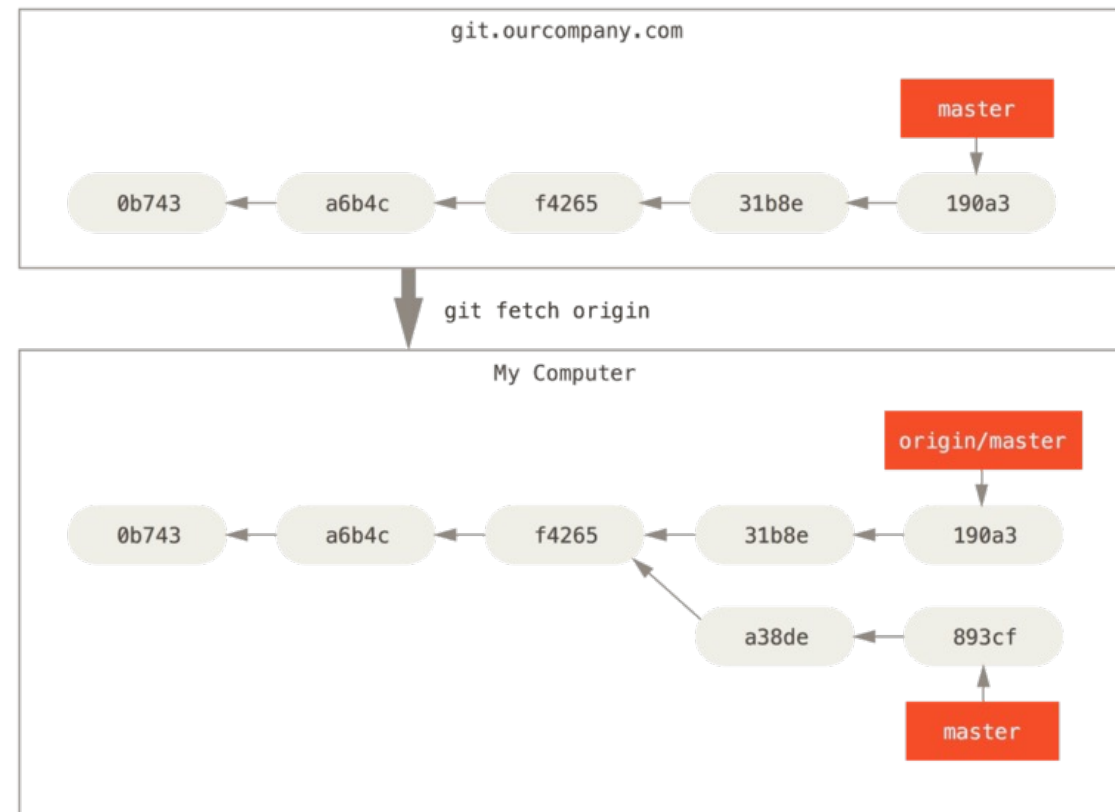 git.ourcompany.com
master
0b743 a6b4c f4265 31b8e 190a3
git fetch origin
My Computer
origin/master
0b743 a6b4c f4265 31b8e 190a3
a38de 893cf
master